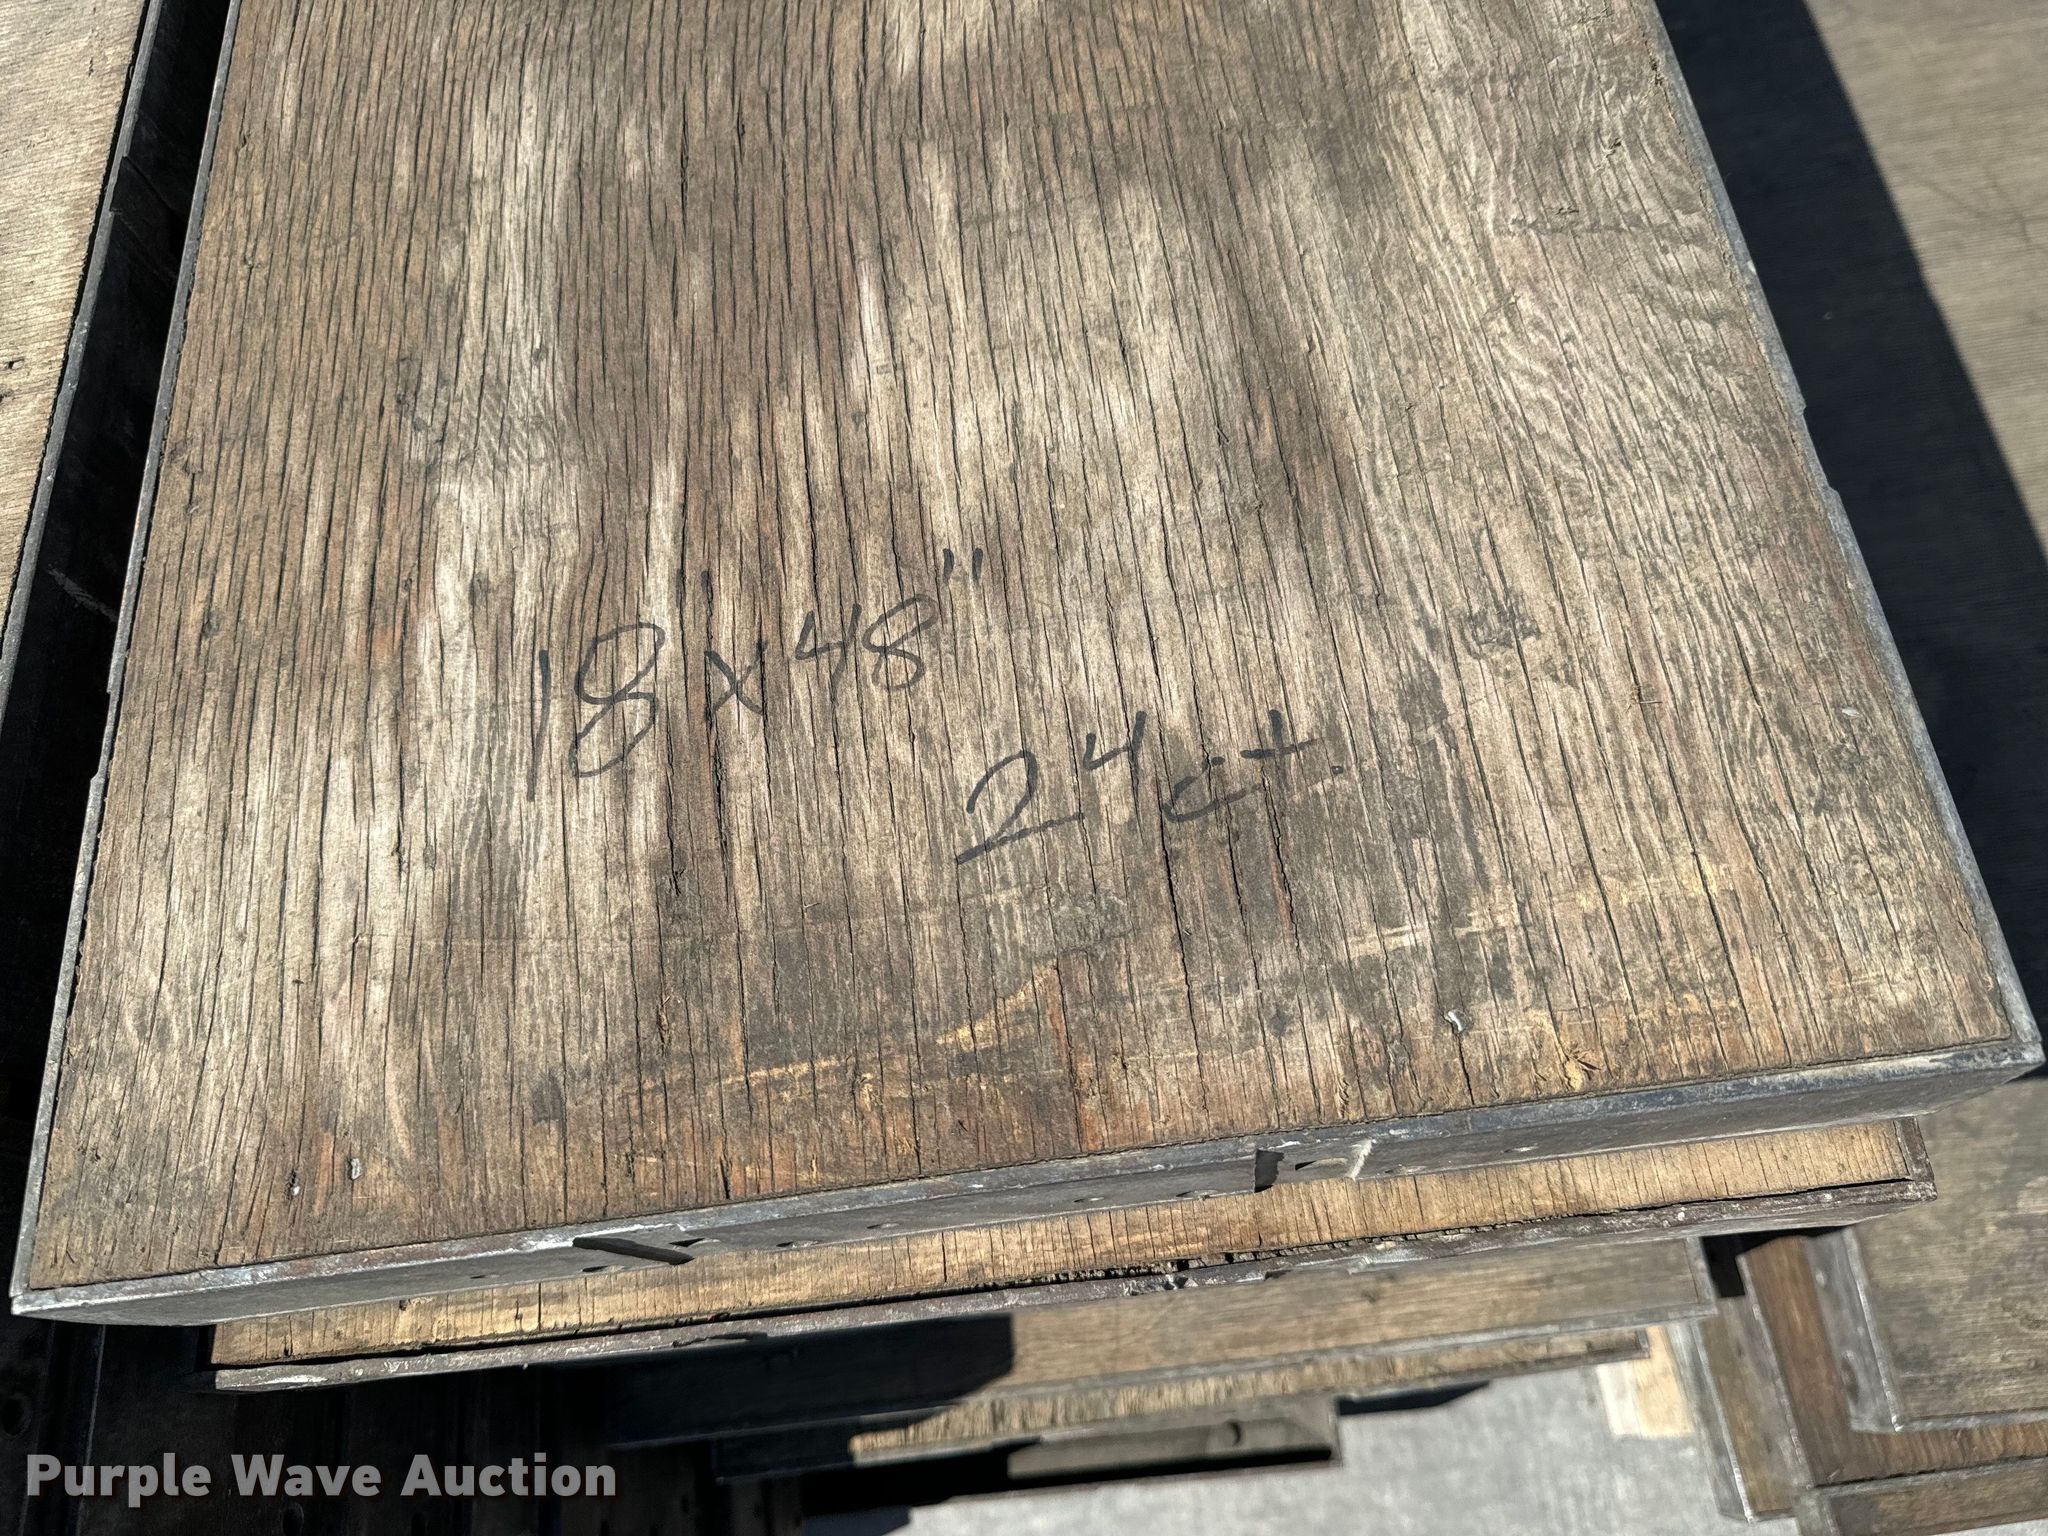 18"x48"
24ct.
Purple Wave Auction